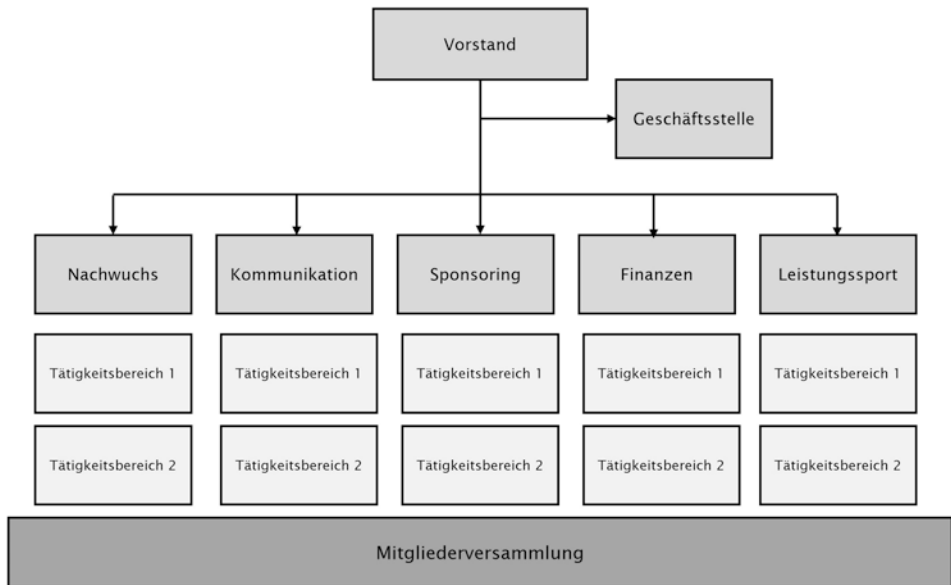 Vorstand
Geschäftsstelle
Nachwuchs
Kommunikation
Sponsoring
Finanzen
Leistungssport
Tätigkeitsbereich 1
Tätigkeitsbereich 1
Tätigkeitsbereich 1
Tätigkeitsbereich 1
Tätigkeitsbereich 1
Tätigkeitsbereich 2
Tätigkeitsbereich 2
Tätigkeitsbereich 2
Tätigkeitsbereich 2
Tätigkeitsbereich 2
Mitgliederversammlung